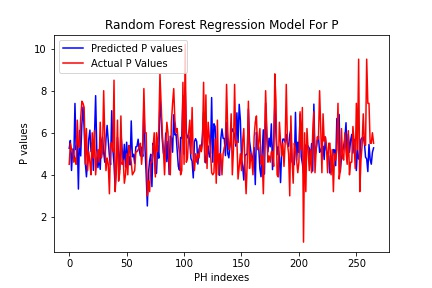 Random Forest Regression Model For P
Predicted P values
Actual P Values
P values
10
8
6
4
2
0
50
100
150
200
250
PH indexes